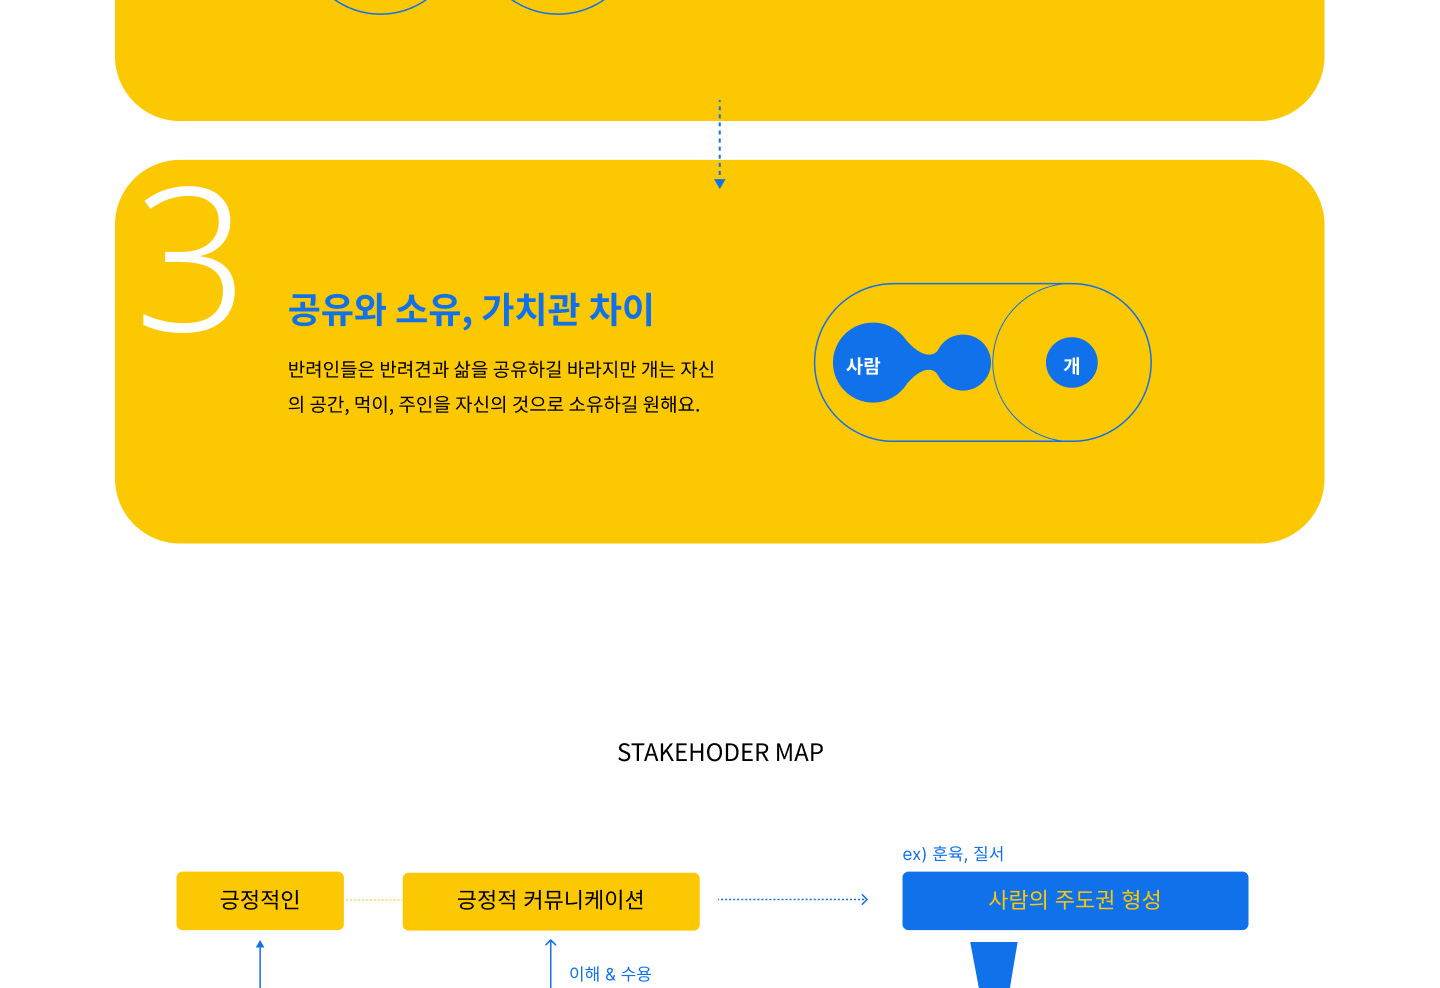 3
공유와 소유, 가치관 차이
반려인들은 반려견과 삶을 공유하길 바라지만 개는 자신
의 공간, 먹이, 주인을 자신의 것으로 소유하길 원해요.
사람
개
STAKEHODER MAP
ex) 훈육, 질서
긍정적인
긍정적 커뮤니케이션
사람의 주도권 형성
이해 & 수용